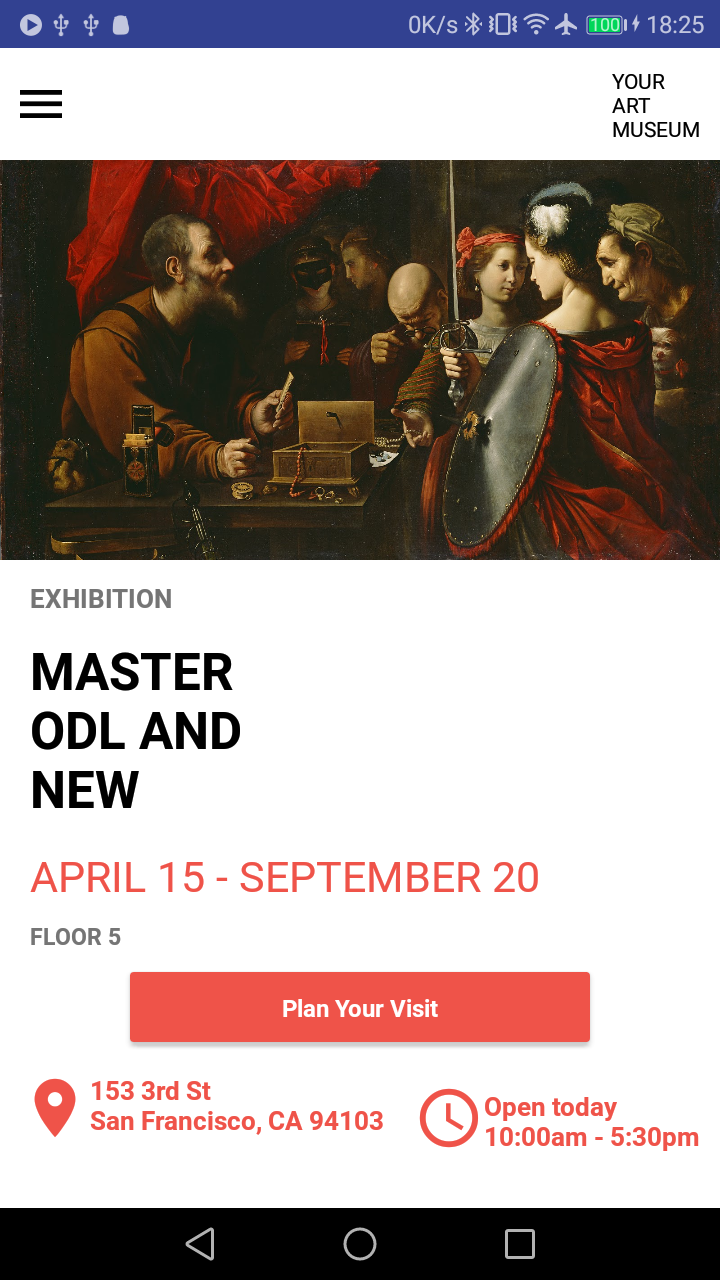 0K/s 100 18:25
YOUR
ART
MUSEUM
EXHIBITION
MASTER
ODL AND
NEW
APRIL 15 - SEPTEMBER 20
FLOOR 5
Plan Your Visit
153 3rd St
San Francisco, CA 94103
Open today
10:00am - 5:30pm